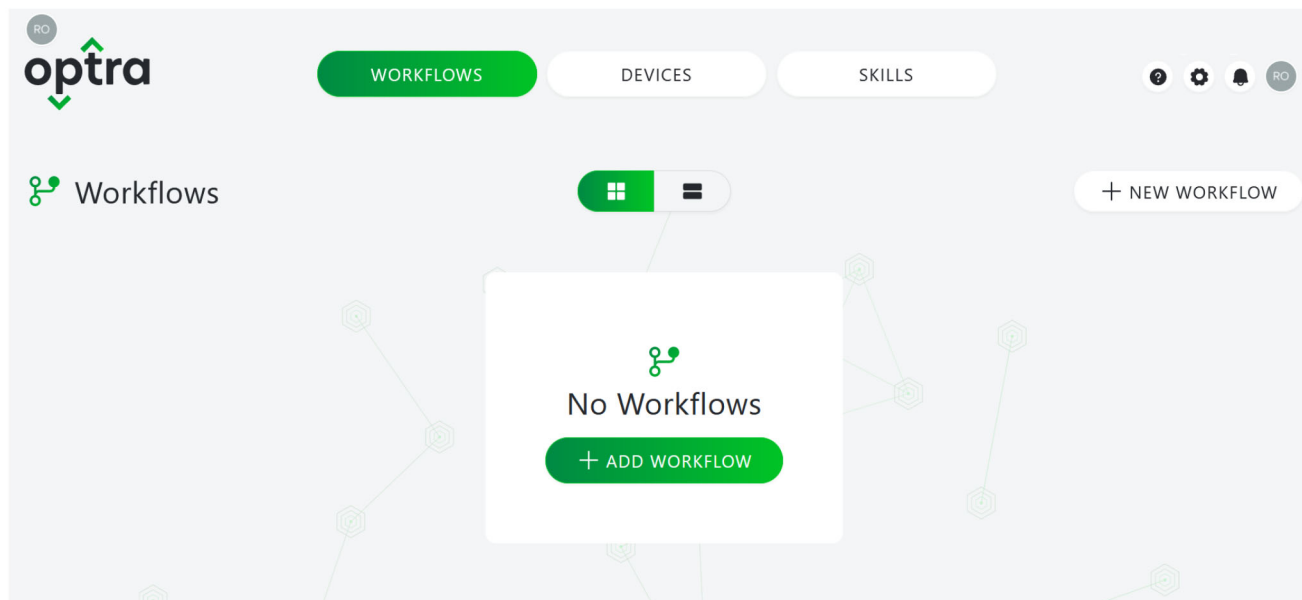 RO
optra
WORKFLOWS DEVICES SKILLS ? RO
Workflows
+ NEW WORKFLOW
No Workflows
+ ADD WORKFLOW